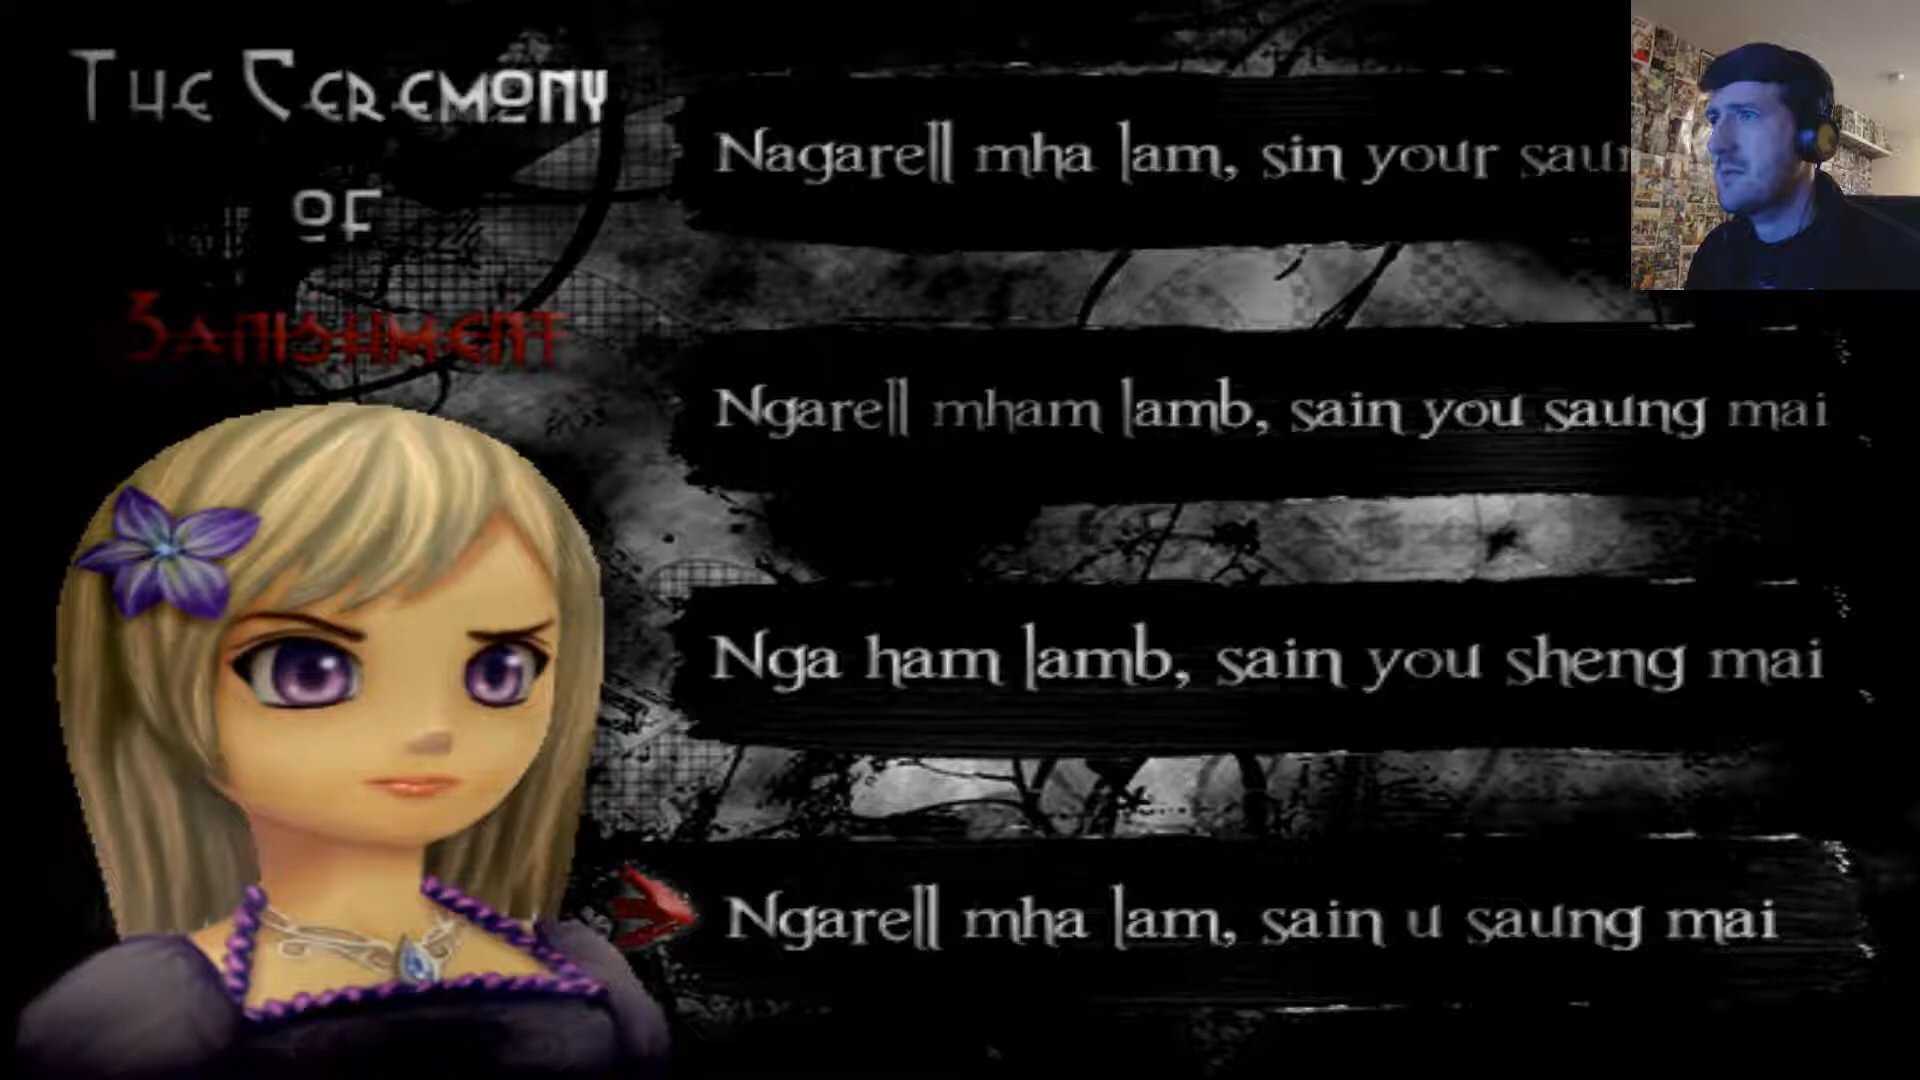 The Ceremony
of
Banishment
Nagarell mha lam, sin your
Ngarell mham lamb, sain you saung mai
Nga ham lamb, sain you sheng mai
Ngarell mha lam, sain u saung mai